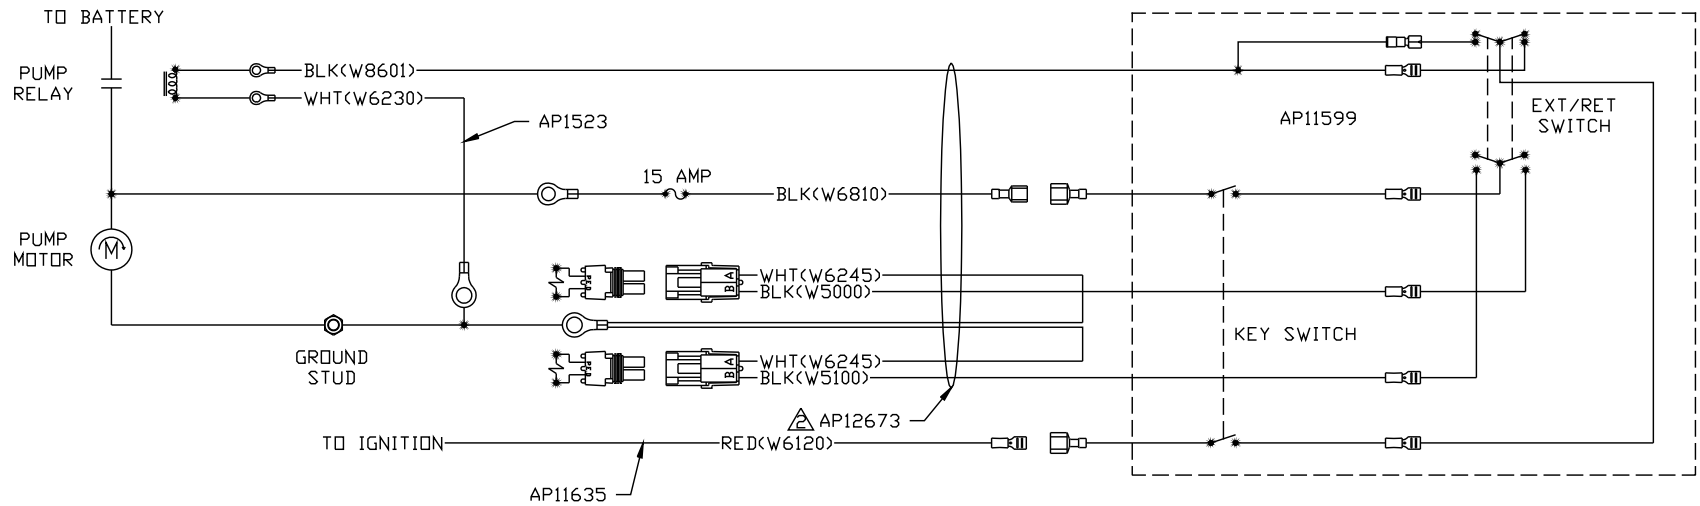 TO BATTERY
PUMP
RELAY
BLK(W8601)
WHT(W6230)
AP1523
AP11599
EXT/RET
SWITCH
15 AMP
BLK(W6810)
PUMP
MOTOR
M
A
B
WHT(W6245)
BLK(W5000)
KEY SWITCH
GROUND
STUD
A
B
WHT(W6245)
BLK(W5100)
2 AP12673
TO IGNITION
RED(W6120)
AP11635